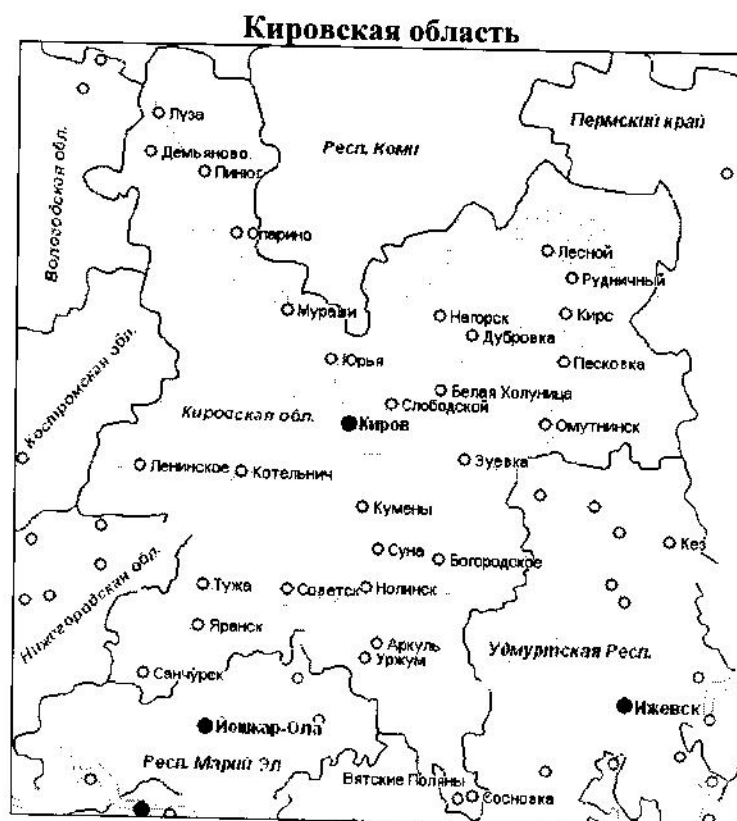 Кировская область
Луза
Пермский край
Респ. Коми
Демьяново
Пинюг
Вологодская обл.
Опарино
Лесной
Рудничный
Мураши
Нагорск
Кирс
Дубровка
Юрья
Песковка
Костромская обл.
Белая Холуница
Слободской
Кировская обл.
Киров
Омутнинск
Ленинское
Котельнич
Зуевка
Кумены
Суна
Богородское
Кез
Нижегородская обл.
Тужа
Советск
Нолинск
Яранск
Аркуль
Уржум
Удмуртская Респ.
Санчурск
Ижевск
Йошкар-Ола
Респ. Марий Эл
Вятские Поляны
Сосновка